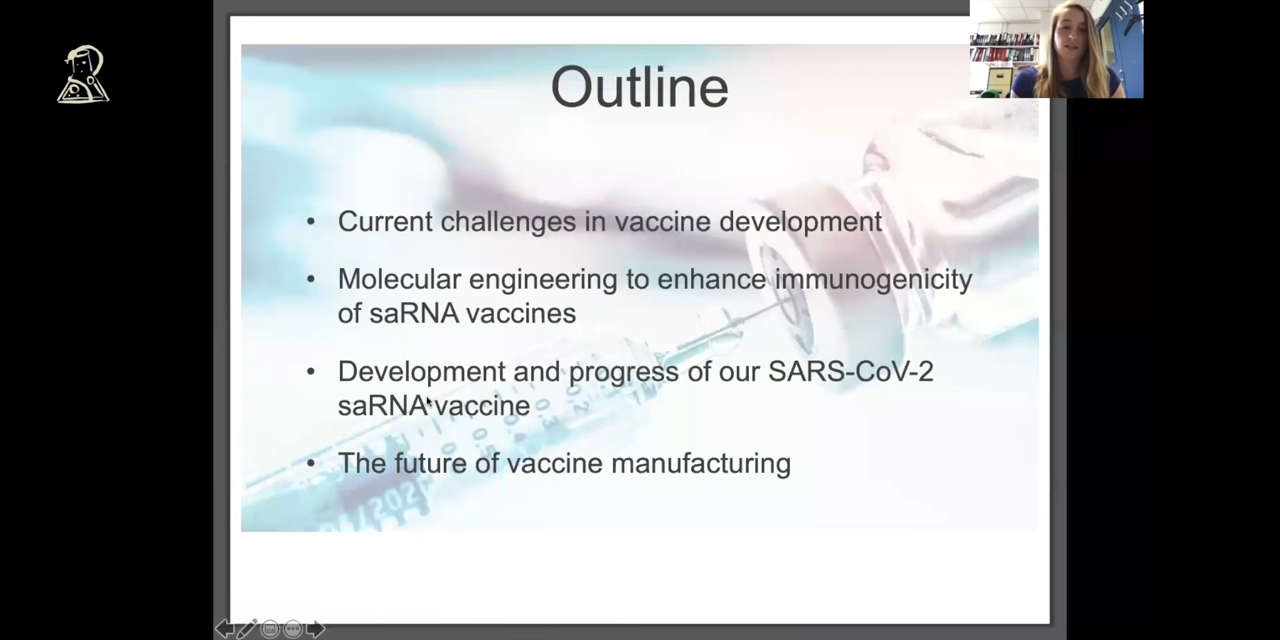 Outline
• Current challenges in vaccine development
• Molecular engineering to enhance immunogenicity
of saRNA vaccines
• Development and progress of our SARS-CoV-2
saRNA vaccine
• The future of vaccine manufacturing